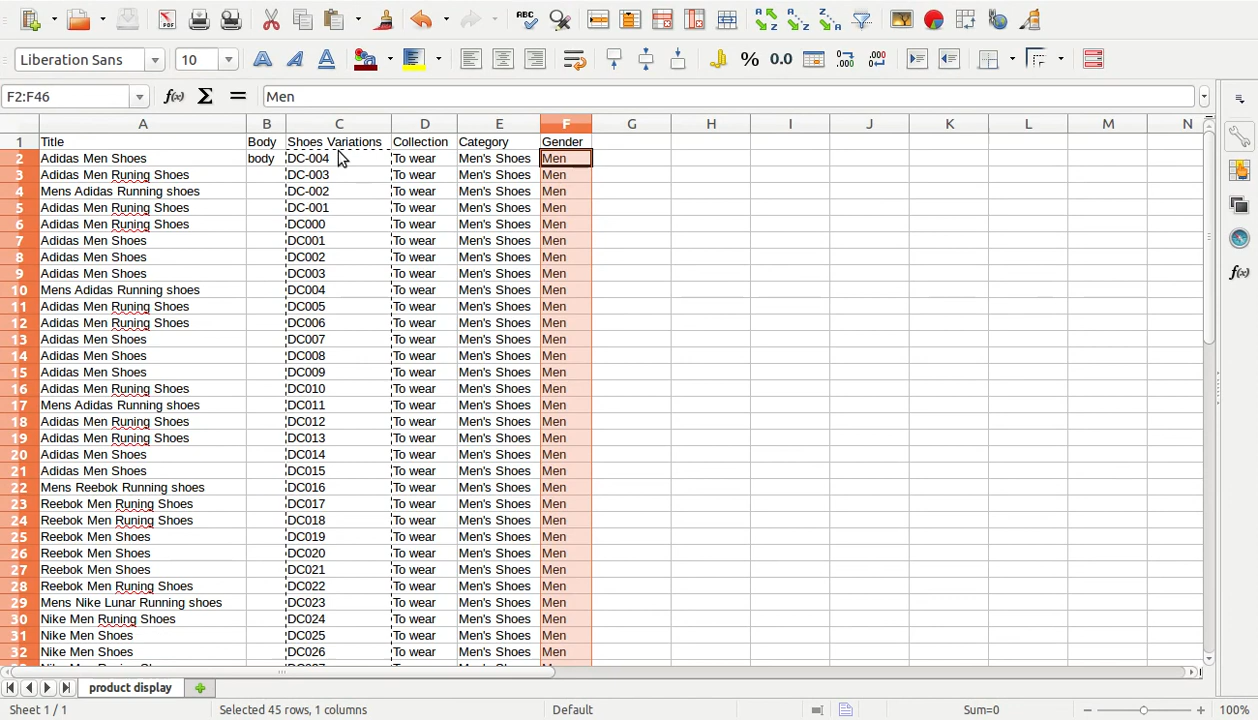 Liberation Sans 10 % 0.0
F2:F46 f(x) Σ = Men
A B C D E F G H I J K L M N
1 Title Body Shoes Variations Collection Category Gender
2 Adidas Men Shoes body DC-004 To wear Men's Shoes Men
3 Adidas Men Runing Shoes DC-003 To wear Men's Shoes Men
4 Mens Adidas Running shoes DC-002 To wear Men's Shoes Men
5 Adidas Men Runing Shoes DC-001 To wear Men's Shoes Men
6 Adidas Men Runing Shoes DC000 To wear Men's Shoes Men
7 Adidas Men Shoes DC001 To wear Men's Shoes Men
8 Adidas Men Shoes DC002 To wear Men's Shoes Men
9 Adidas Men Shoes DC003 To wear Men's Shoes Men
10 Mens Adidas Running shoes DC004 To wear Men's Shoes Men
11 Adidas Men Runing Shoes DC005 To wear Men's Shoes Men
12 Adidas Men Runing Shoes DC006 To wear Men's Shoes Men
13 Adidas Men Shoes DC007 To wear Men's Shoes Men
14 Adidas Men Shoes DC008 To wear Men's Shoes Men
15 Adidas Men Shoes DC009 To wear Men's Shoes Men
16 Adidas Men Runing Shoes DC010 To wear Men's Shoes Men
17 Mens Adidas Running shoes DC011 To wear Men's Shoes Men
18 Adidas Men Runing Shoes DC012 To wear Men's Shoes Men
19 Adidas Men Runing Shoes DC013 To wear Men's Shoes Men
20 Adidas Men Shoes DC014 To wear Men's Shoes Men
21 Adidas Men Shoes DC015 To wear Men's Shoes Men
22 Mens Reebok Running shoes DC016 To wear Men's Shoes Men
23 Reebok Men Runing Shoes DC017 To wear Men's Shoes Men
24 Reebok Men Runing Shoes DC018 To wear Men's Shoes Men
25 Reebok Men Shoes DC019 To wear Men's Shoes Men
26 Reebok Men Shoes DC020 To wear Men's Shoes Men
27 Reebok Men Shoes DC021 To wear Men's Shoes Men
28 Reebok Men Runing Shoes DC022 To wear Men's Shoes Men
29 Mens Nike Lunar Running shoes DC023 To wear Men's Shoes Men
30 Nike Men Runing Shoes DC024 To wear Men's Shoes Men
31 Nike Men Shoes DC025 To wear Men's Shoes Men
32 Nike Men Shoes DC026 To wear Men's Shoes Men
product display
Sheet 1 / 1 Selected 45 rows, 1 columns Default Sum=0 100%